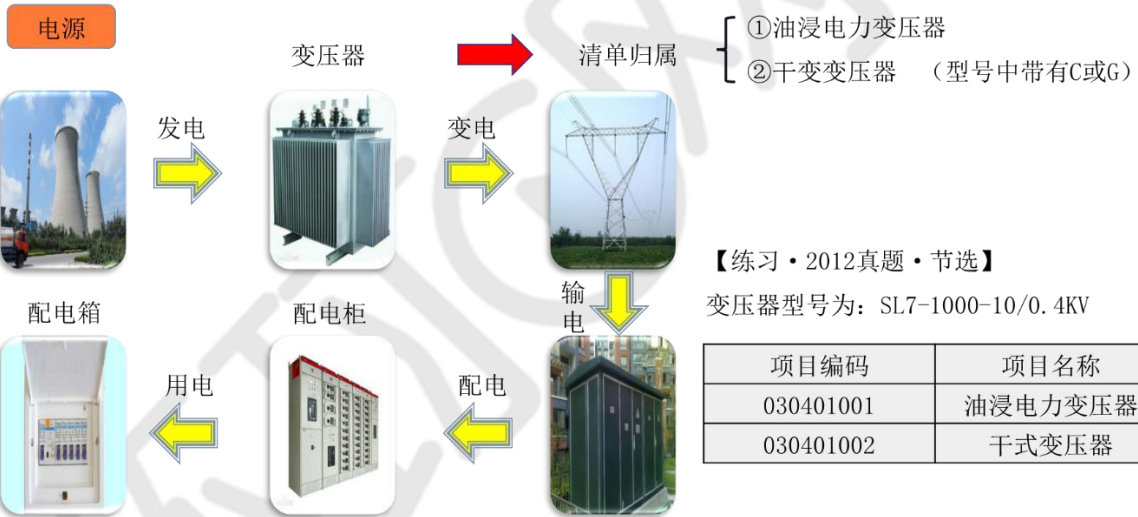 电源
变压器
清单归属
①油浸电力变压器
②干变变压器 （型号中带有C或G）
发电
变电
输电
【练习·2012真题·节选】
变压器型号为：SL7-1000-10/0.4KV
配电箱
配电柜
用电
配电
项目编码 项目名称
030401001 油浸电力变压器
030401002 干式变压器